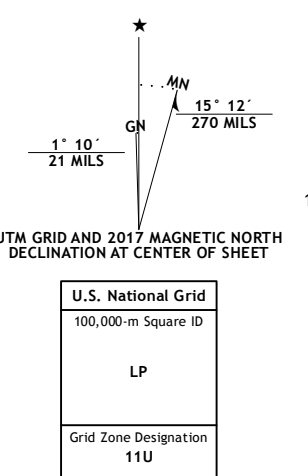 ★
MN
GN
15° 12´
270 MILS
1° 10´
21 MILS
UTM GRID AND 2017 MAGNETIC NORTH
DECLINATION AT CENTER OF SHEET
U.S. National Grid
100,000-m Square ID
LP
Grid Zone Designation
11U